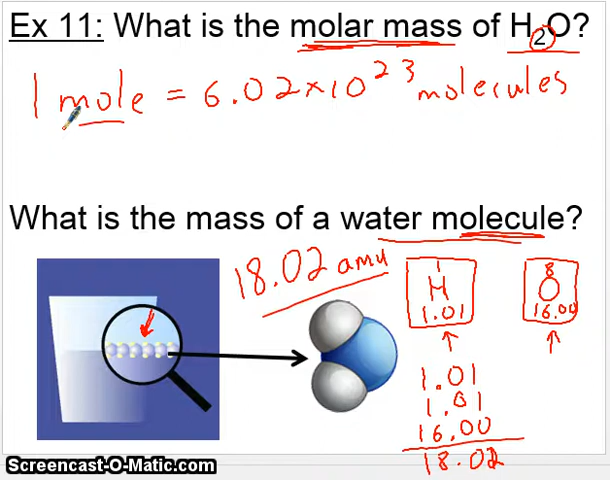 Ex 11: What is the molar mass of H₂O?
1 mole = 6.02×10²³ molecules
What is the mass of a water molecule?
18.02 amu
1
H
1.01
8
O
16.00
1.01
1.01
16.00
18.02
Screencast-O-Matic.com